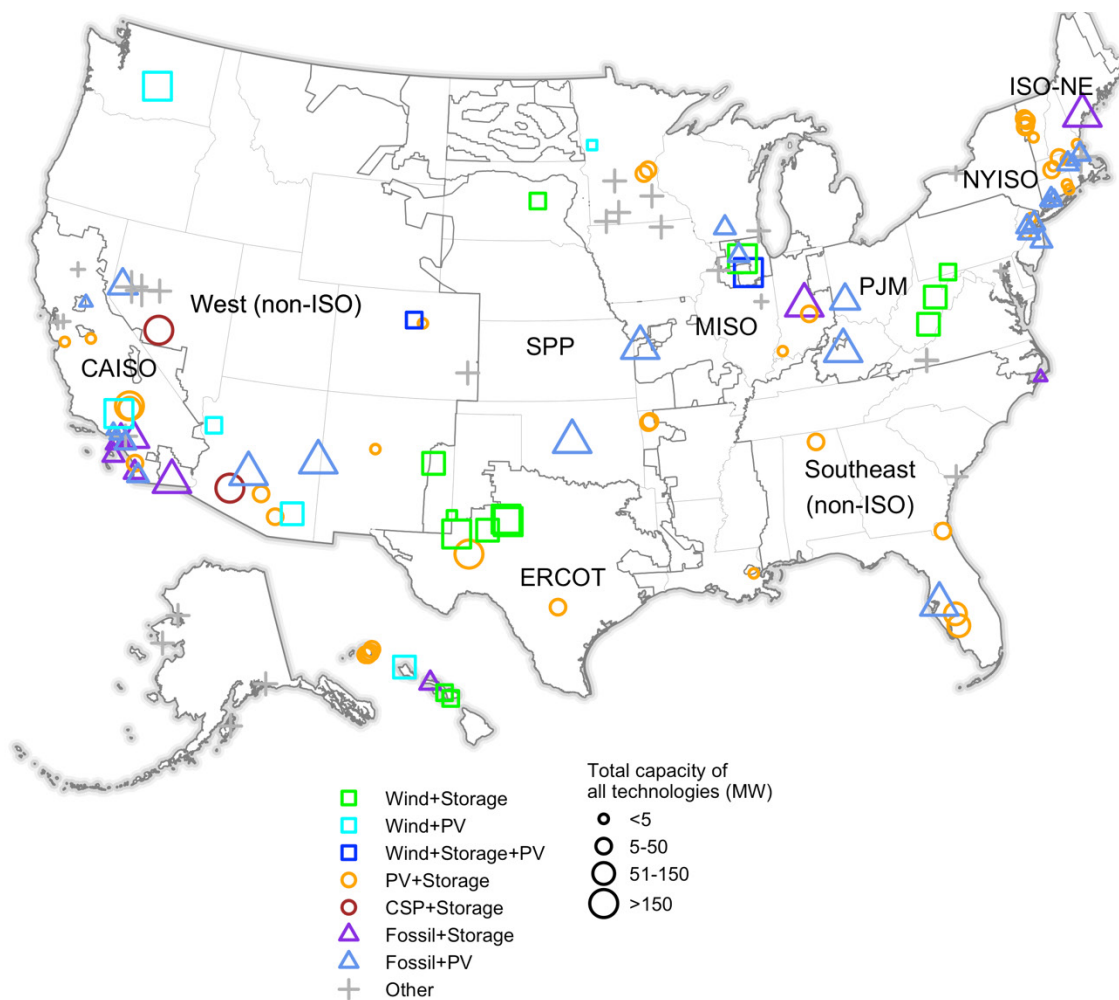 ISO-NE
NYISO
West (non-ISO)
PJM
MISO
SPP
CAISO
Southeast
(non-ISO)
ERCOT
Total capacity of
all technologies (MW)
<5
5-50
51-150
>150
Wind+Storage
Wind+PV
Wind+Storage+PV
PV+Storage
CSP+Storage
Fossil+Storage
Fossil+PV
Other